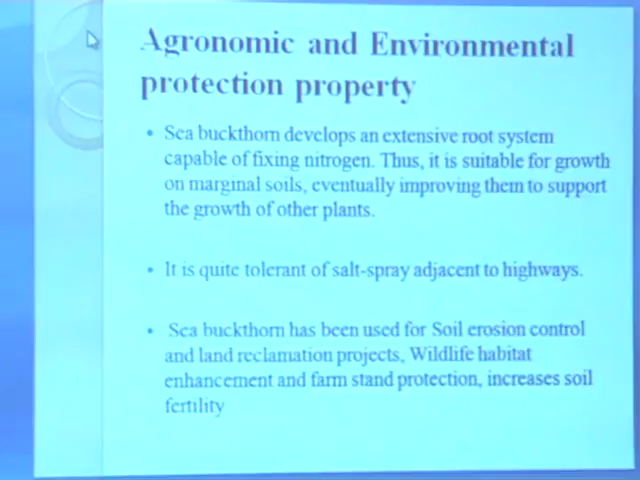 Agronomic and Environmental
protection property
• Sea buckthorn develops an extensive root system
capable of fixing nitrogen. Thus, it is suitable for growth
on marginal soils, eventually improving them to support
the growth of other plants.
• It is quite tolerant of salt-spray adjacent to highways.
• Sea buckthorn has been used for Soil erosion control
and land reclamation projects, Wildlife habitat
enhancement and farm stand protection, increases soil
fertility